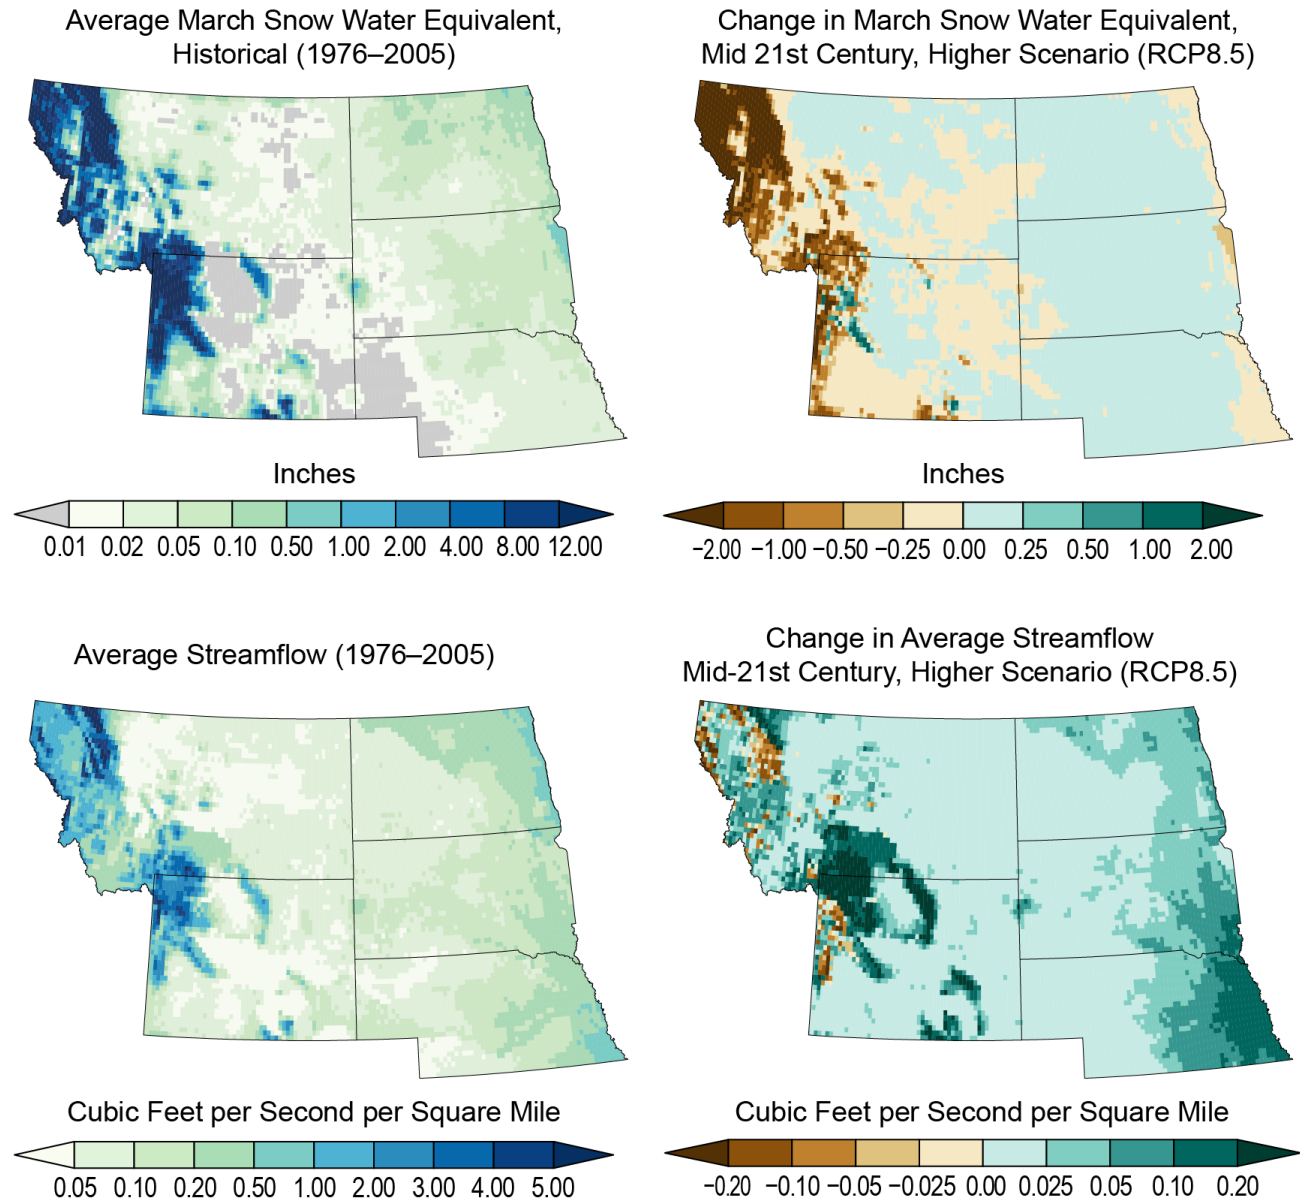 Average March Snow Water Equivalent,
Historical (1976–2005)
Change in March Snow Water Equivalent,
Mid 21st Century, Higher Scenario (RCP8.5)
Inches
0.01 0.02 0.05 0.10 0.50 1.00 2.00 4.00 8.00 12.00
Inches
−2.00 −1.00 −0.50 −0.25 0.00 0.25 0.50 1.00 2.00
Average Streamflow (1976–2005)
Change in Average Streamflow
Mid-21st Century, Higher Scenario (RCP8.5)
Cubic Feet per Second per Square Mile
0.05 0.10 0.20 0.50 1.00 2.00 3.00 4.00 5.00
Cubic Feet per Second per Square Mile
−0.20 −0.10 −0.05 −0.025 0.00 0.025 0.05 0.10 0.20